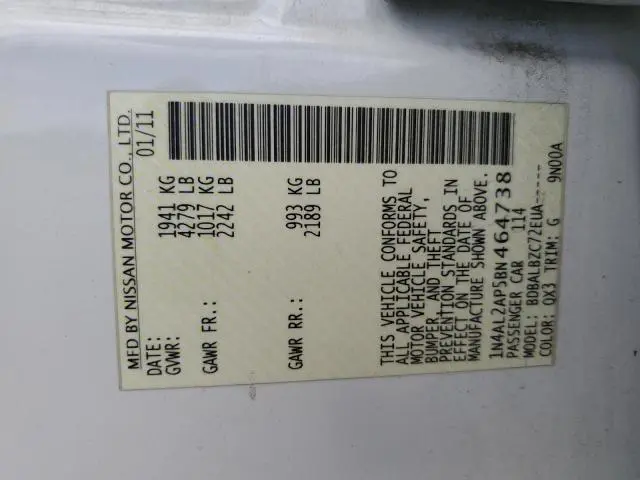 MFD BY NISSAN MOTOR CO., LTD.
DATE: 01/11
GVWR: 1941 KG
4279 LB
GAWR FR.: 1017 KG
2242 LB
GAWR RR.: 993 KG
2189 LB
THIS VEHICLE CONFORMS TO
ALL APPLICABLE FEDERAL
MOTOR VEHICLE SAFETY,
BUMPER, AND THEFT
PREVENTION STANDARDS IN
EFFECT ON THE DATE OF
MANUFACTURE SHOWN ABOVE.
1N4AL2AP5BN464738
PASSENGER CAR 114
MODEL: BDBALBZC72EUA-----
COLOR: QX3 TRIM: G 9N00A